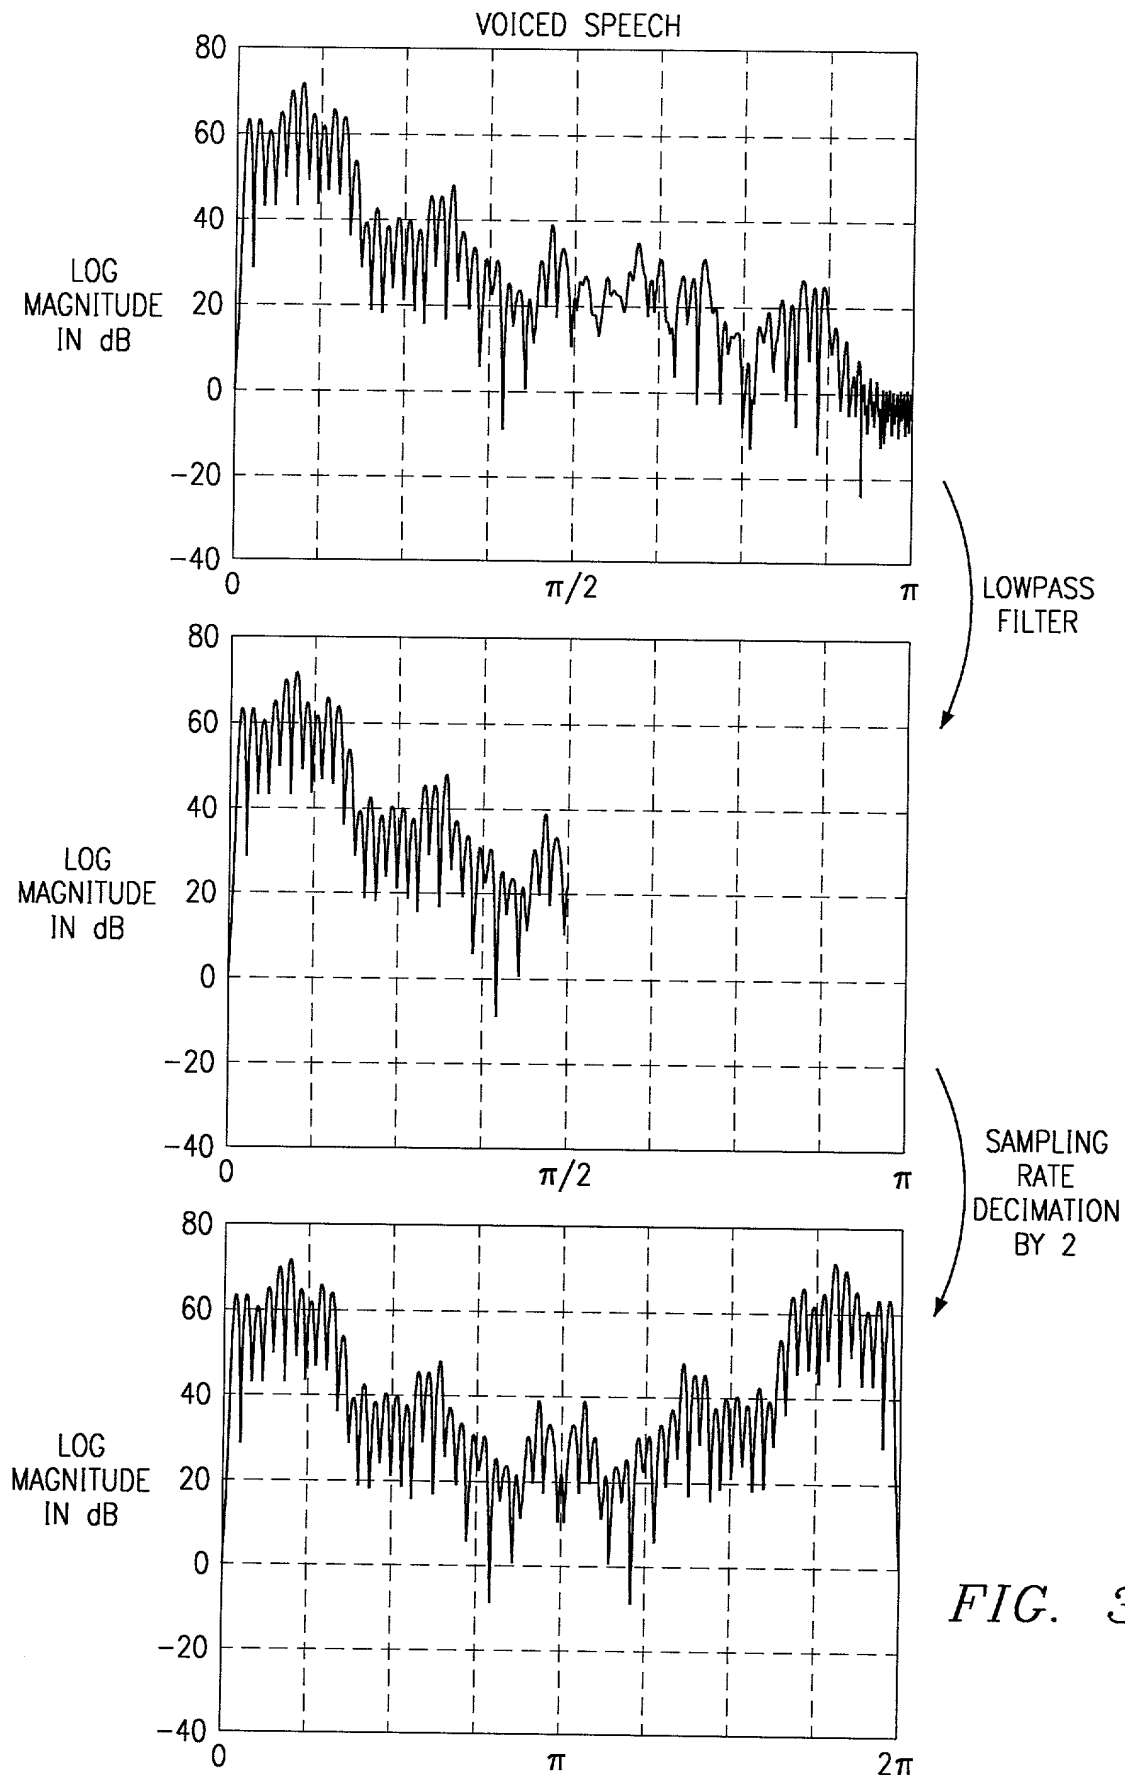 VOICED SPEECH
80
60
40
20
0
−20
−40
LOG
MAGNITUDE
IN dB
0
π/2
π
LOWPASS
FILTER
80
60
40
20
0
−20
−40
LOG
MAGNITUDE
IN dB
0
π/2
π
SAMPLING
RATE
DECIMATION
BY 2
80
60
40
20
0
−20
−40
LOG
MAGNITUDE
IN dB
0
π
2π
FIG. 3